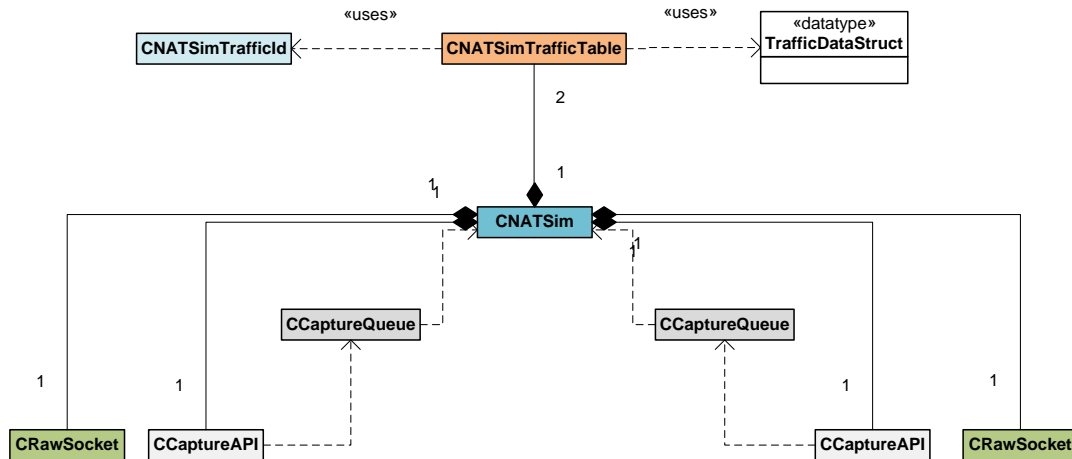 «uses»
«uses»
CNATSimTrafficId
CNATSimTrafficTable
«datatype»
TrafficDataStruct
2
1
1
1
CNATSim
1
1
CCaptureQueue
CCaptureQueue
1
1
1
1
CRawSocket
CCaptureAPI
CCaptureAPI
CRawSocket